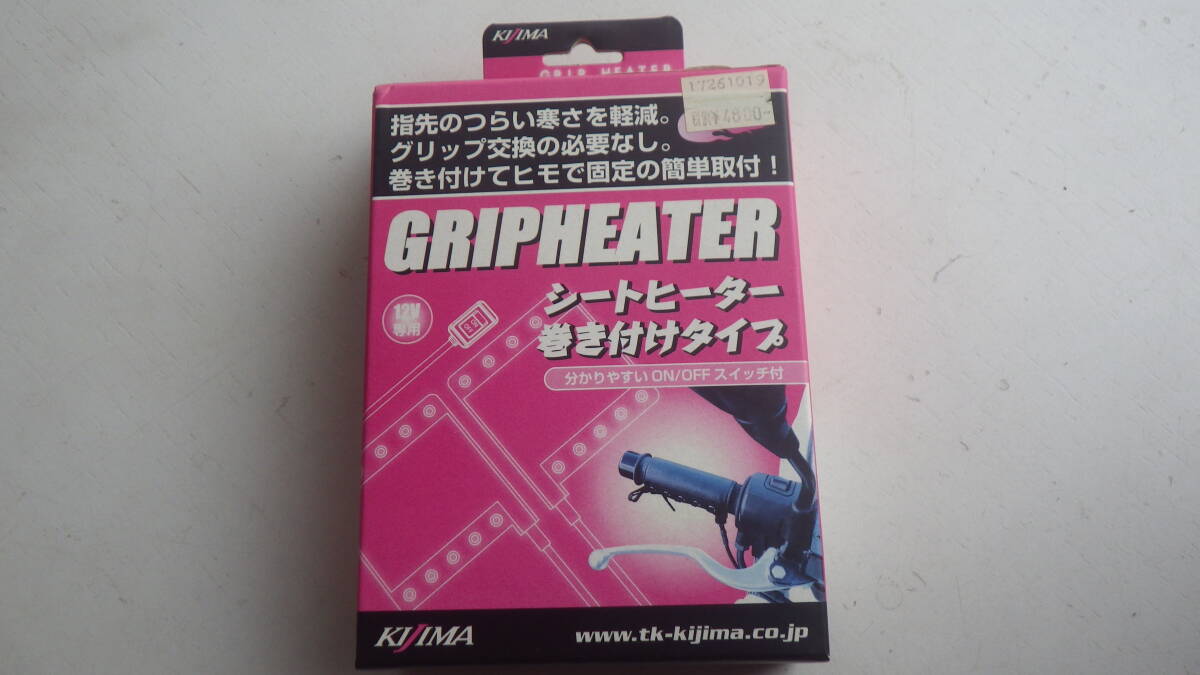 KIJIMA
GRIP HEATER
17261019
指先のつらい寒さを軽減。
グリップ交換の必要なし。
巻き付けてヒモで固定の簡単取付！
GRIPHEATER
シートヒーター
巻き付けタイプ
12V
専用
ON
OFF
分かりやすい ON/OFF スイッチ付
KIJIMA
www.tk-kijima.co.jp